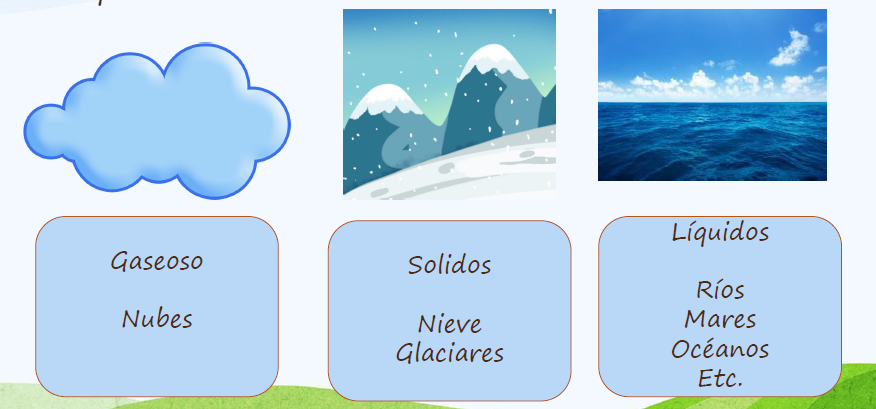 Gaseoso
Nubes
Solidos
Nieve
Glaciares
Líquidos
Ríos
Mares
Océanos
Etc.